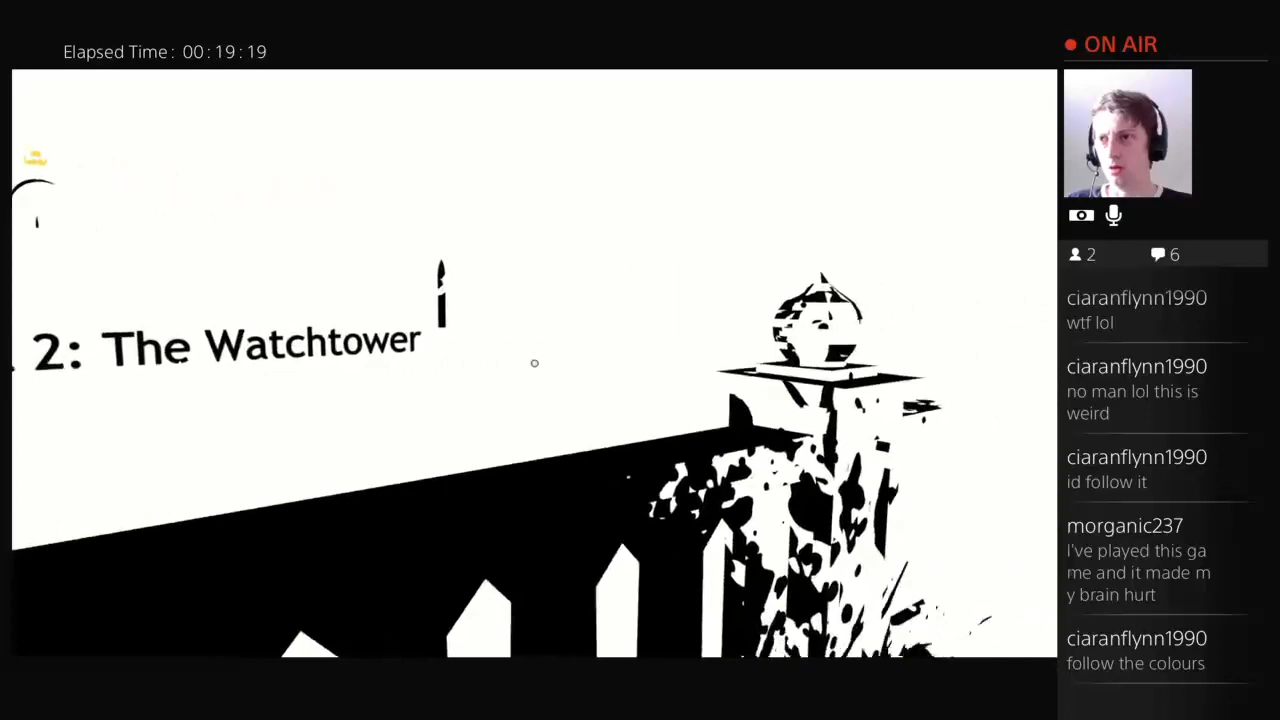 Elapsed Time: 00:19:19
ON AIR
2: The Watchtower
2 6
ciaranflynn1990
wtf lol
ciaranflynn1990
no man lol this is
weird
ciaranflynn1990
id follow it
morganic237
I've played this ga
me and it made m
y brain hurt
ciaranflynn1990
follow the colours